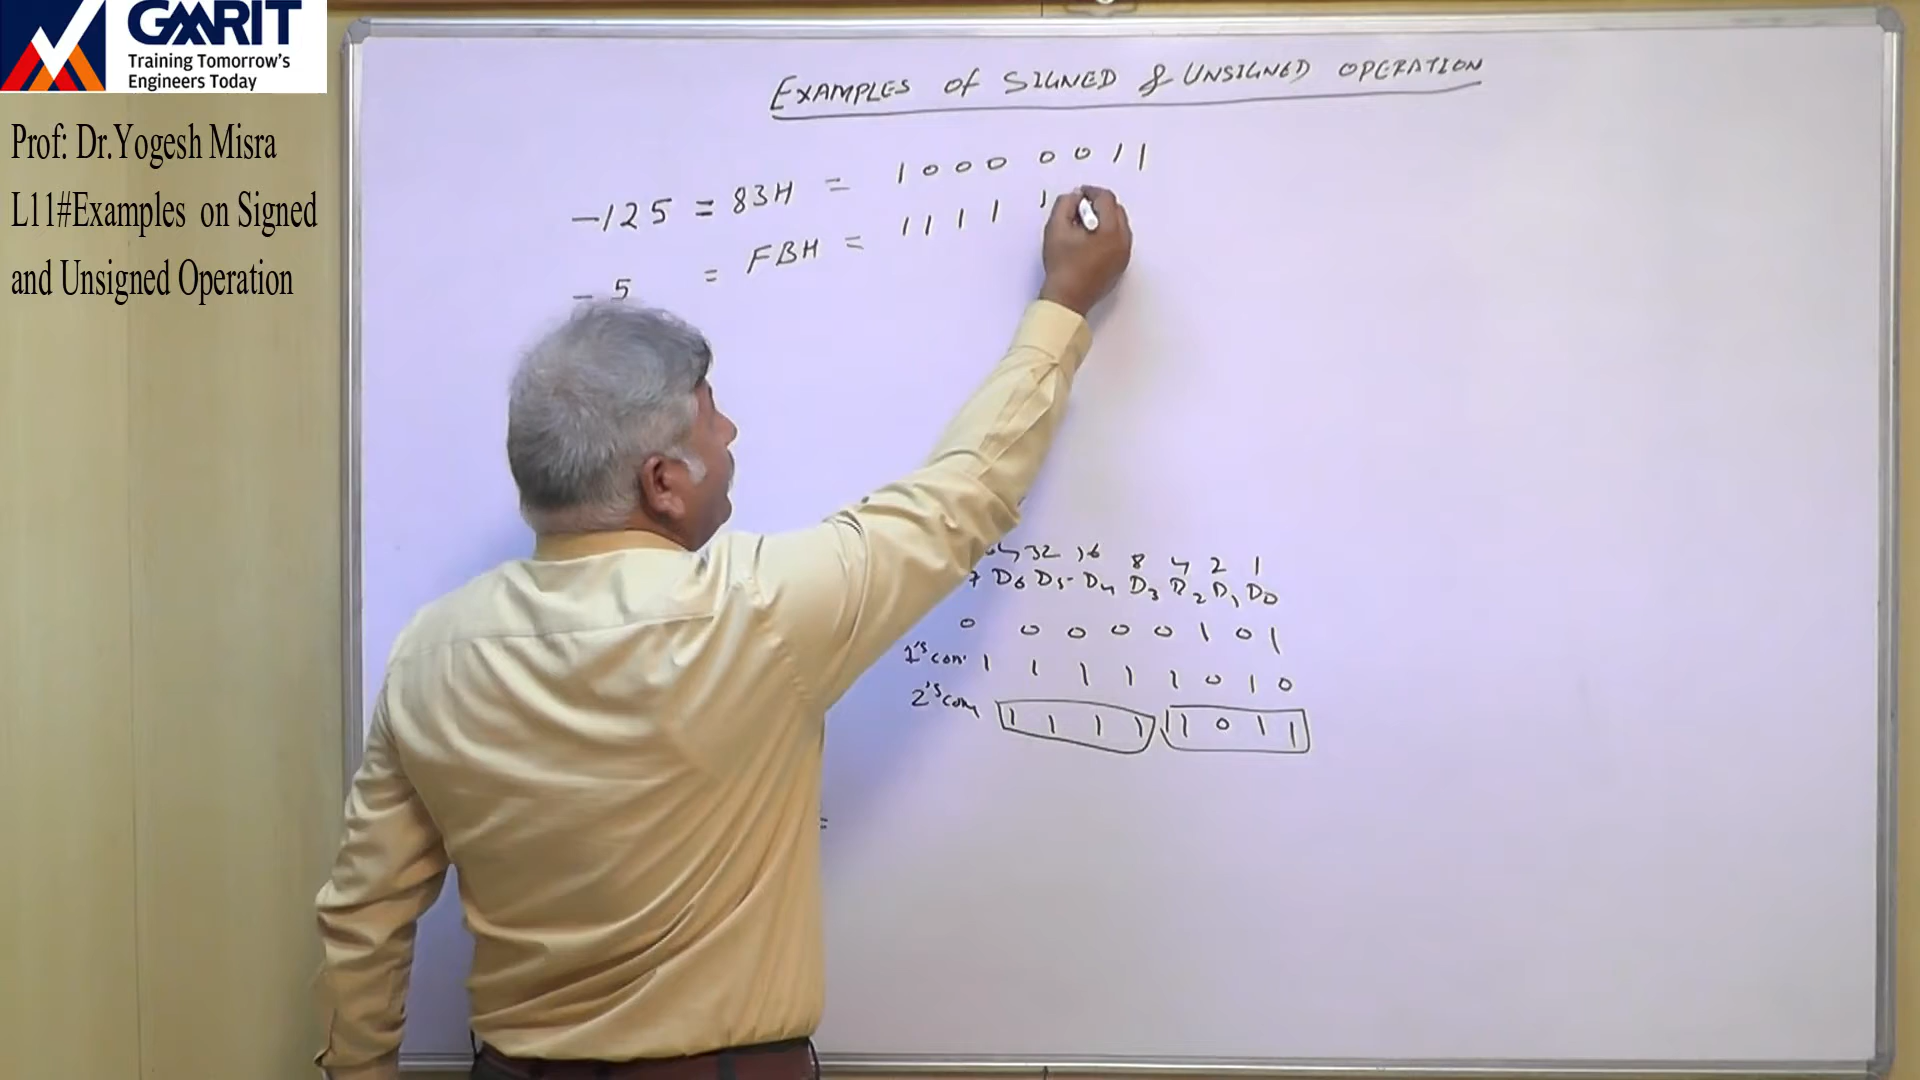 GMRIT
Training Tomorrow's
Engineers Today
Prof: Dr.Yogesh Misra
L11#Examples on Signed
and Unsigned Operation
EXAMPLES OF SIGNED & UNSIGNED OPERATION
-125 = 83H = 1000 0011
-5 = FBH = 1111 1
32 16 8 4 2 1
7 D6 D5 D4 D3 D2 D1 D0
0 0 0 0 0 1 0 1
1's com. 1 1 1 1 1 0 1 0
2's com 1 1 1 1 1 0 1 1
=